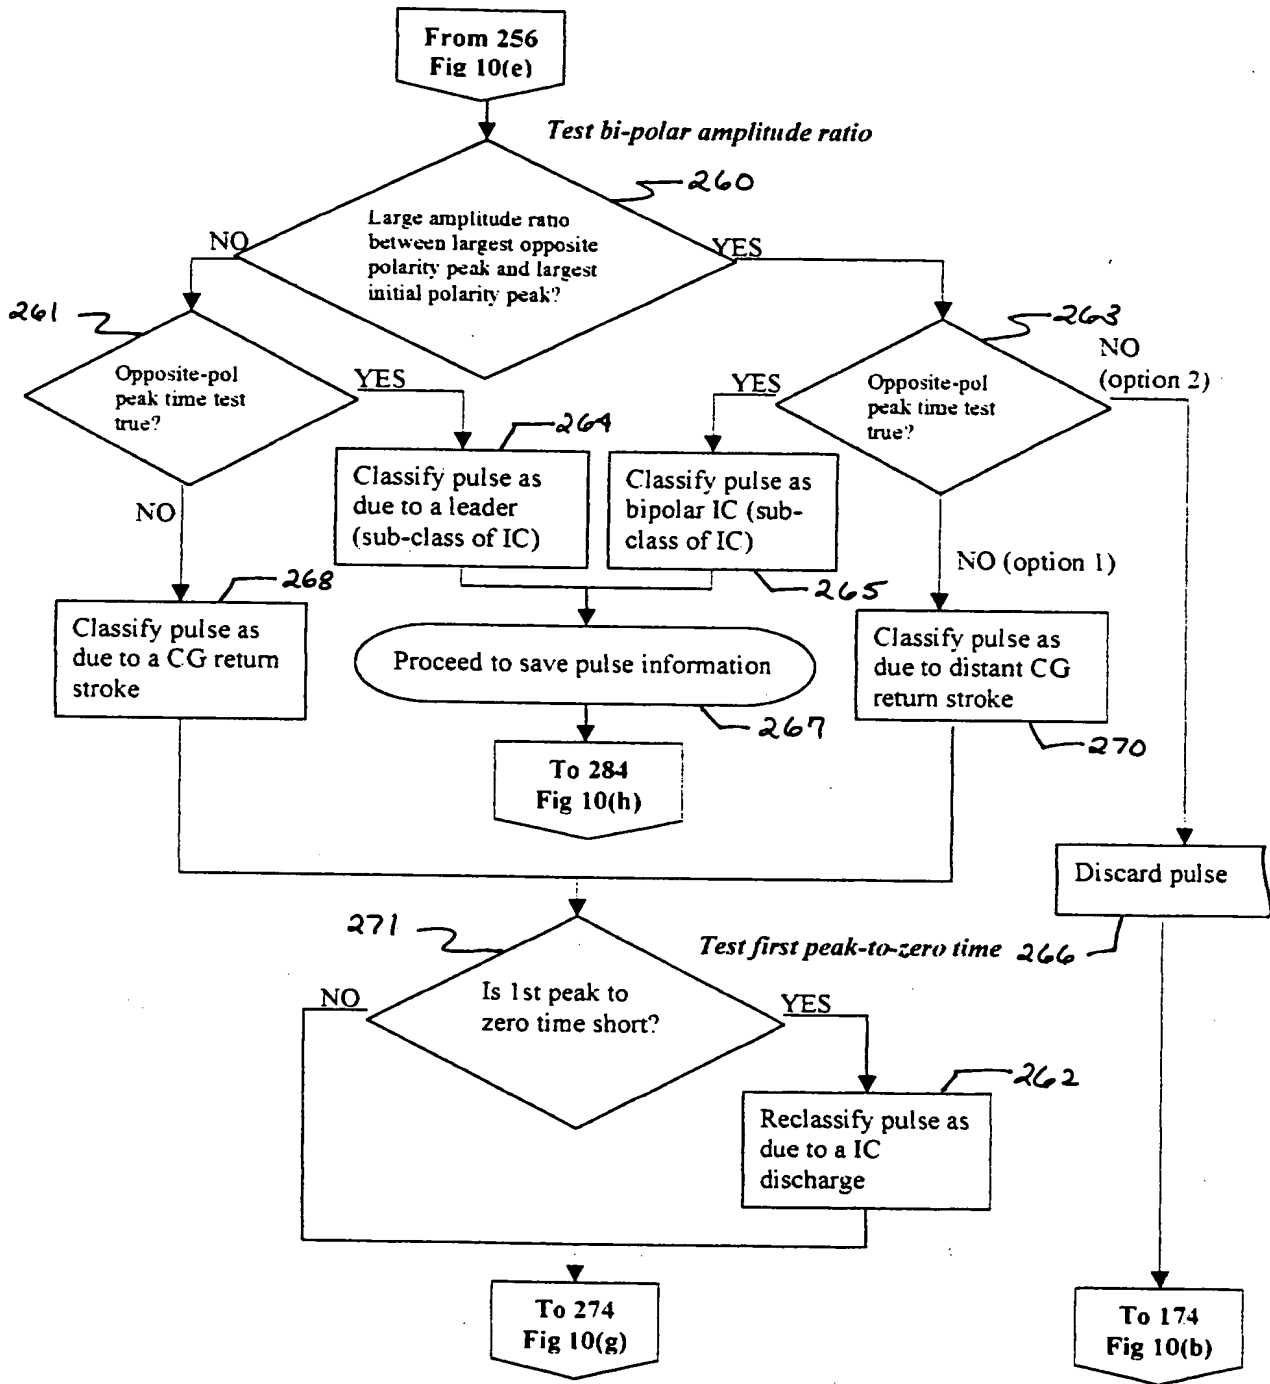 From 256
Fig 10(e)
Test bi-polar amplitude ratio
260
Large amplitude ratio
between largest opposite
polarity peak and largest
initial polarity peak?
NO
YES
261
263
Opposite-pol
peak time test
true?
YES
YES
Opposite-pol
peak time test
true?
NO
(option 2)
264
Classify pulse as
due to a leader
(sub-class of IC)
Classify pulse as
bipolar IC (sub-
class of IC)
265
NO
NO (option 1)
268
Classify pulse as
due to a CG return
stroke
Proceed to save pulse information
267
Classify pulse as
due to distant CG
return stroke
270
To 284
Fig 10(h)
Discard pulse
266
271
Test first peak-to-zero time
Is 1st peak to
zero time short?
NO
YES
262
Reclassify pulse as
due to a IC
discharge
To 274
Fig 10(g)
To 174
Fig 10(b)